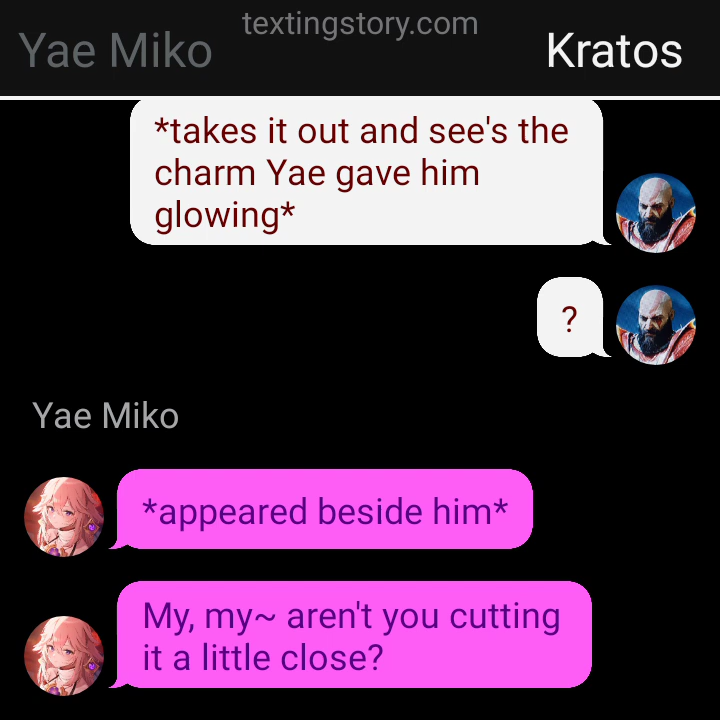 textingstory.com
Yae Miko
Kratos
*takes it out and see's the
charm Yae gave him
glowing*
?
Yae Miko
*appeared beside him*
My, my~ aren't you cutting
it a little close?